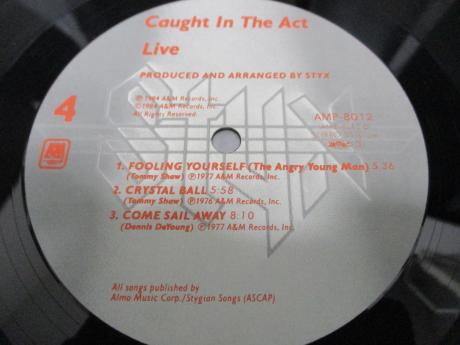 Caught In The Act
Live
PRODUCED AND ARRANGED BY STYX
4
℗1984 A&M Records, Inc.
©1984 A&M Records, Inc.
All Rights Reserved.
AMP-8012
STYX
A&M
1. FOOLING YOURSELF (The Angry Young Man) 5:36
(Tommy Shaw) ℗1977 A&M Records, Inc.
2. CRYSTAL BALL 5:58
(Tommy Shaw) ℗1976 A&M Records, Inc.
3. COME SAIL AWAY 8:10
(Dennis DeYoung) ℗1977 A&M Records, Inc.
All songs published by
Almo Music Corp./Stygian Songs (ASCAP)